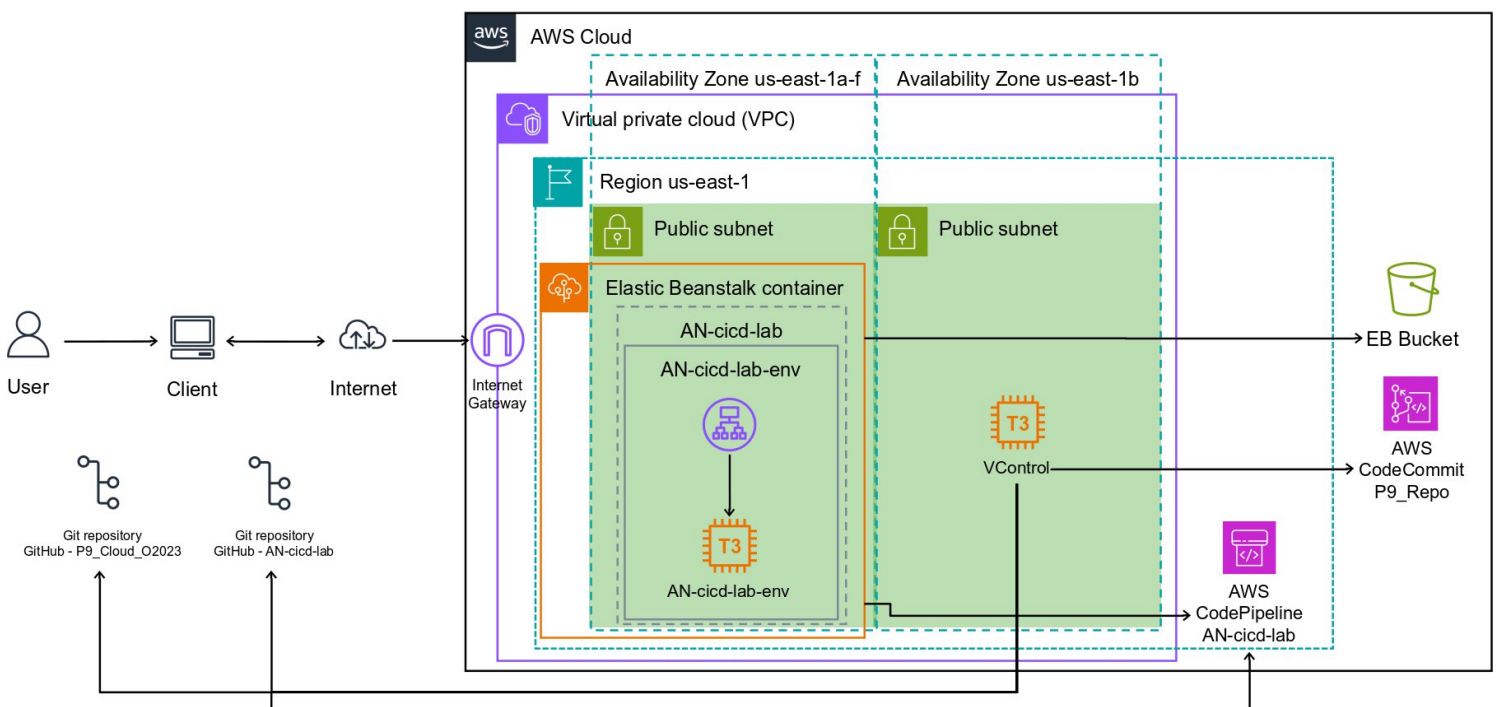 aws
AWS Cloud
Availability Zone us-east-1a-f
Availability Zone us-east-1b
Virtual private cloud (VPC)
Region us-east-1
Public subnet
Public subnet
Elastic Beanstalk container
AN-cicd-lab
AN-cicd-lab-env
T3
AN-cicd-lab-env
T3
VControl
User
Client
Internet
Internet
Gateway
EB Bucket
AWS
CodeCommit
P9_Repo
AWS
CodePipeline
AN-cicd-lab
Git repository
GitHub - P9_Cloud_O2023
Git repository
GitHub - AN-cicd-lab